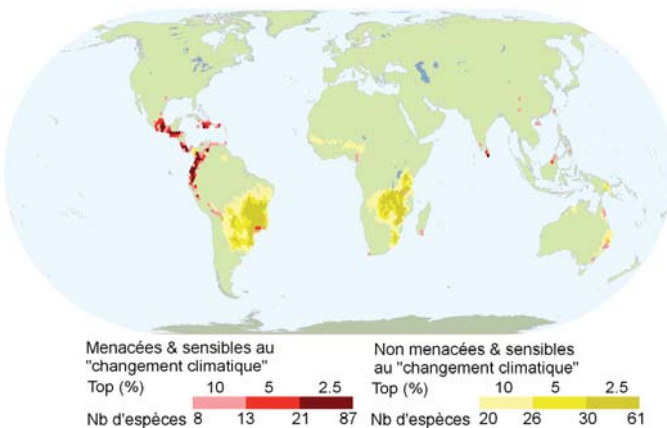 Menacées & sensibles au
"changement climatique"
Top (%) 10 5 2.5
Nb d'espèces 8 13 21 87
Non menacées & sensibles
au "changement climatique"
Top (%) 10 5 2.5
Nb d'espèces 20 26 30 61